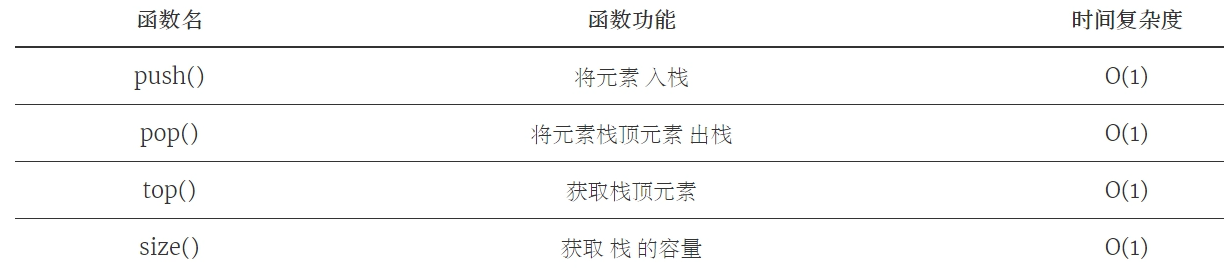 函数名 函数功能 时间复杂度
push() 将元素 入栈 O(1)
pop() 将元素栈顶元素 出栈 O(1)
top() 获取栈顶元素 O(1)
size() 获取 栈 的容量 O(1)